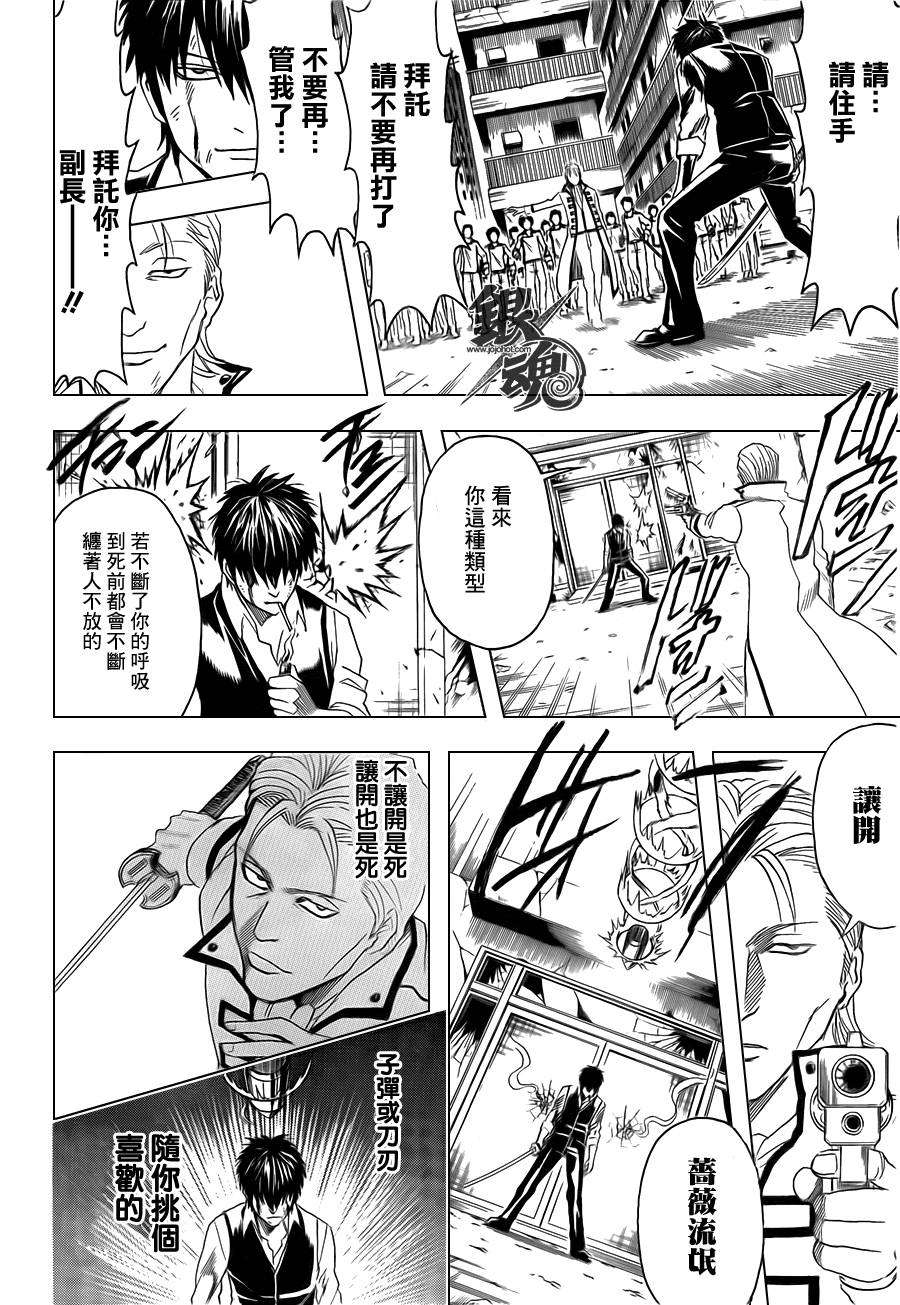 請…
請住手
拜託
請不要再打了
不要再…
管我了…
拜託你…
副長——!!
銀魂
www.jojohot.com
看來
你這種類型
若不斷了你的呼吸
到死前都會不斷
纏著人不放的
讓開
薔薇流氓
不讓開是死
讓開也是死
子彈或刀刃
隨你挑個
喜歡的